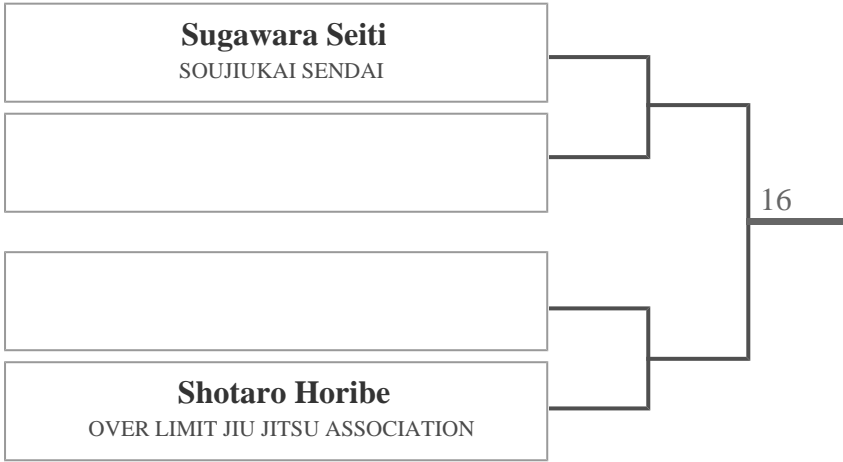 Sugawara Seiti
SOUJIUKAI SENDAI
16
Shotaro Horibe
OVER LIMIT JIU JITSU ASSOCIATION